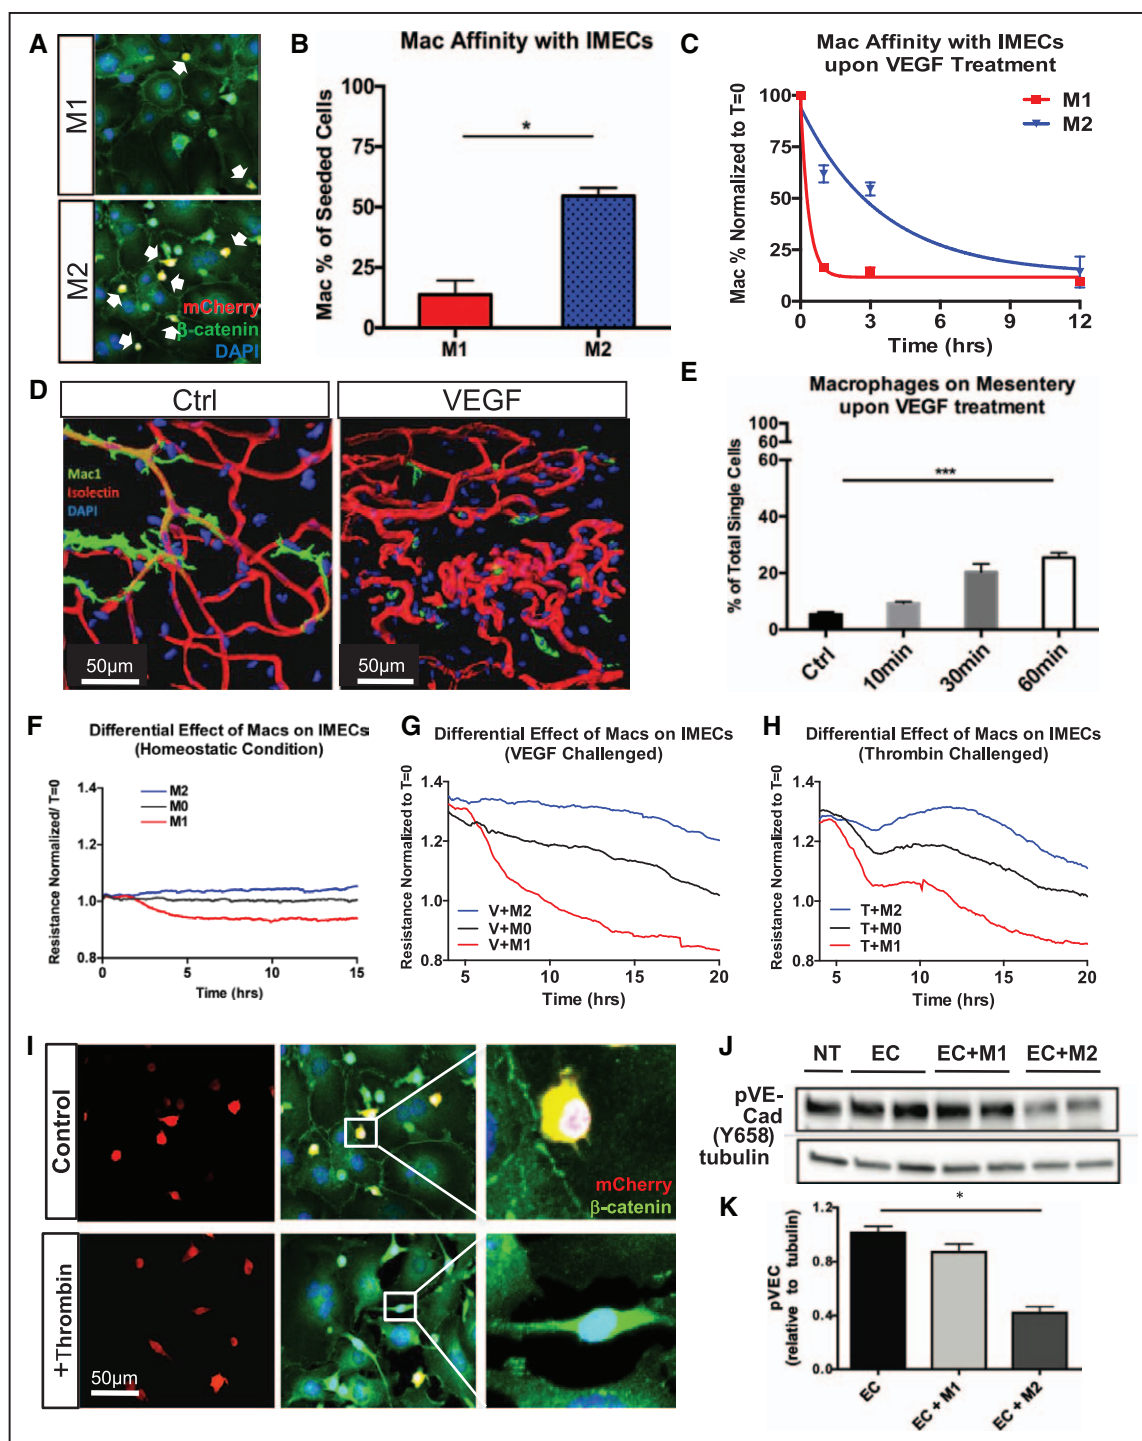 A
M1
M2
mCherry
β-catenin
DAPI
B
Mac Affinity with IMECs
Mac % of Seeded Cells
100
75
50
25
0
*
M1
M2
C
Mac Affinity with IMECs
upon VEGF Treatment
Mac % Normalized to T=0
100
75
50
25
0
M1
M2
0
3
6
9
12
Time (hrs)
D
Ctrl
VEGF
Mac1
Isolectin
DAPI
50µm
50µm
E
Macrophages on Mesentery
upon VEGF treatment
% of Total Single Cells
100
60
60
40
20
0
***
Ctrl
10min
30min
60min
F
Differential Effect of Macs on IMECs
(Homeostatic Condition)
Resistance Normalized/ T=0
1.4
1.2
1.0
0.8
M2
M0
M1
0
5
10
15
Time (hrs)
G
Differential Effect of Macs on IMECs
(VEGF Challenged)
Resistance Normalized to T=0
1.4
1.2
1.0
0.8
V+M2
V+M0
V+M1
5
10
15
20
Time (hrs)
H
Differential Effect of Macs on IMECs
(Thrombin Challenged)
Resistance Normalized to T=0
1.4
1.2
1.0
0.8
T+M2
T+M0
T+M1
5
10
15
20
Time (hrs)
I
Control
mCherry
β-catenin
+Thrombin
50µm
J
NT EC EC+M1 EC+M2
pVE-
Cad
(Y658)
tubulin
K
pVEC
(relative to tubulin)
1.2
0.8
0.4
0.0
*
EC
EC + M1
EC + M2